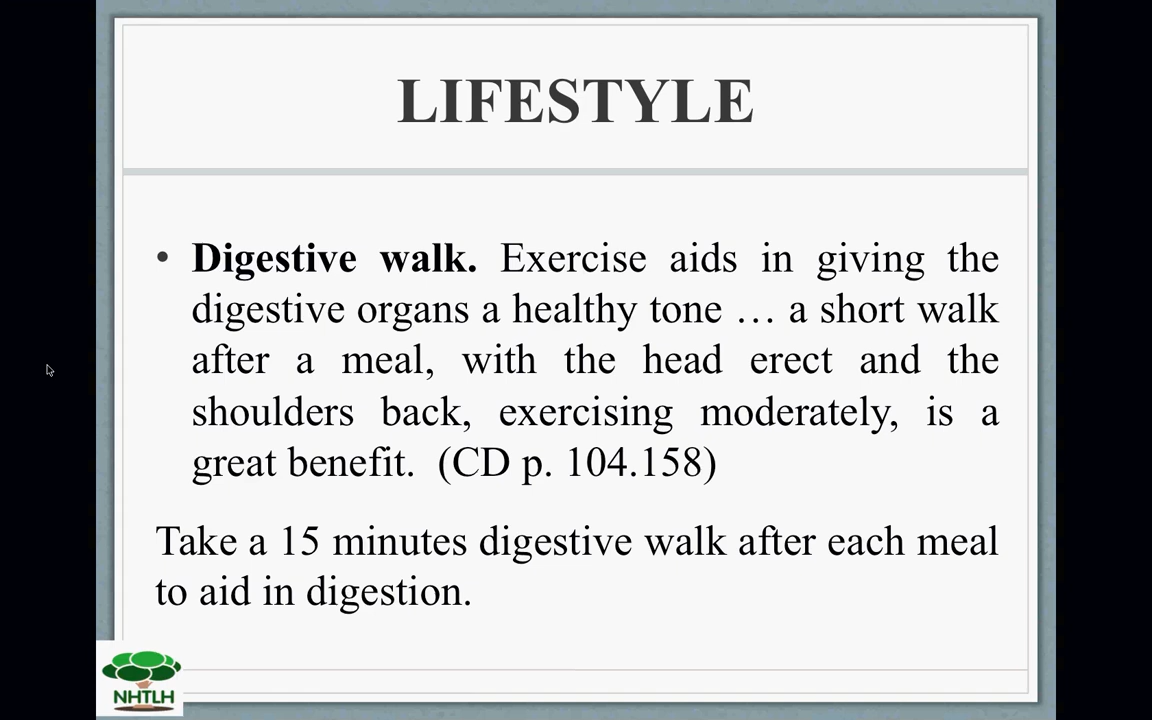 LIFESTYLE
• Digestive walk. Exercise aids in giving the
digestive organs a healthy tone … a short walk
after a meal, with the head erect and the
shoulders back, exercising moderately, is a
great benefit. (CD p. 104.158)
Take a 15 minutes digestive walk after each meal
to aid in digestion.
NHTLH